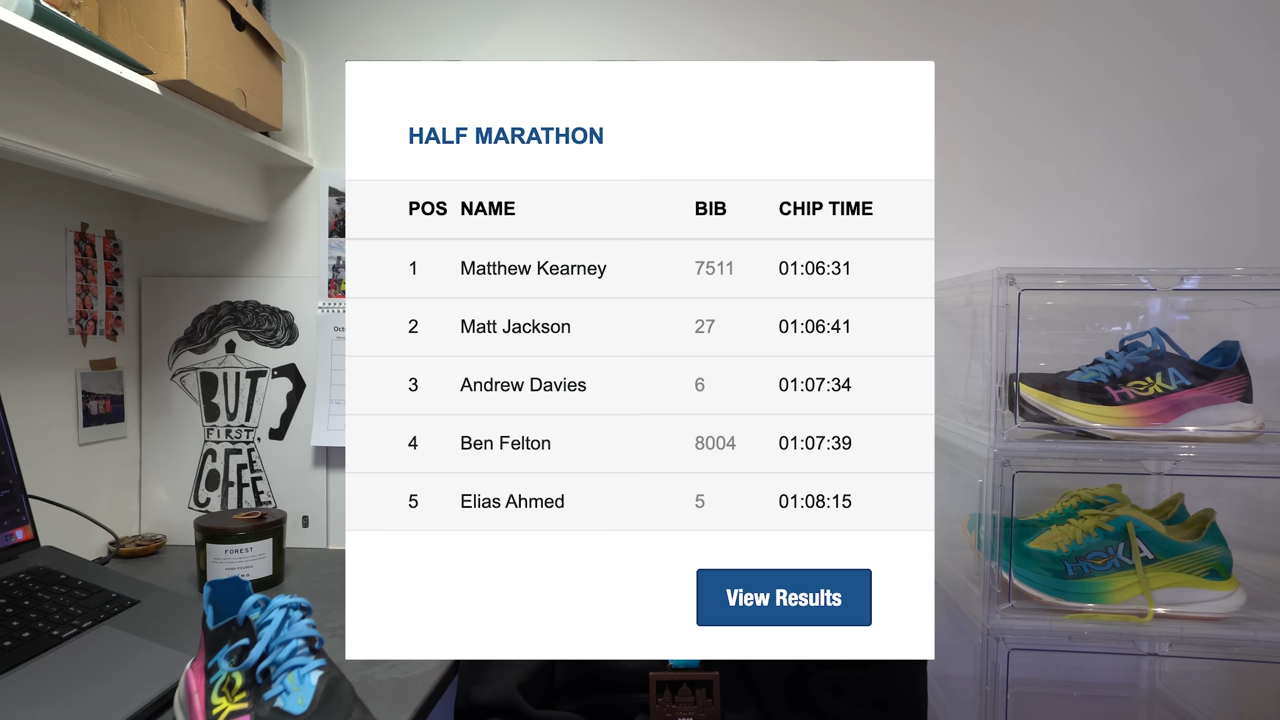 HALF MARATHON
POS NAME BIB CHIP TIME
1 Matthew Kearney 7511 01:06:31
2 Matt Jackson 27 01:06:41
3 Andrew Davies 6 01:07:34
4 Ben Felton 8004 01:07:39
5 Elias Ahmed 5 01:08:15
View Results
BUT
FIRST,
COFFEE
FOREST
HOKA
HOKA